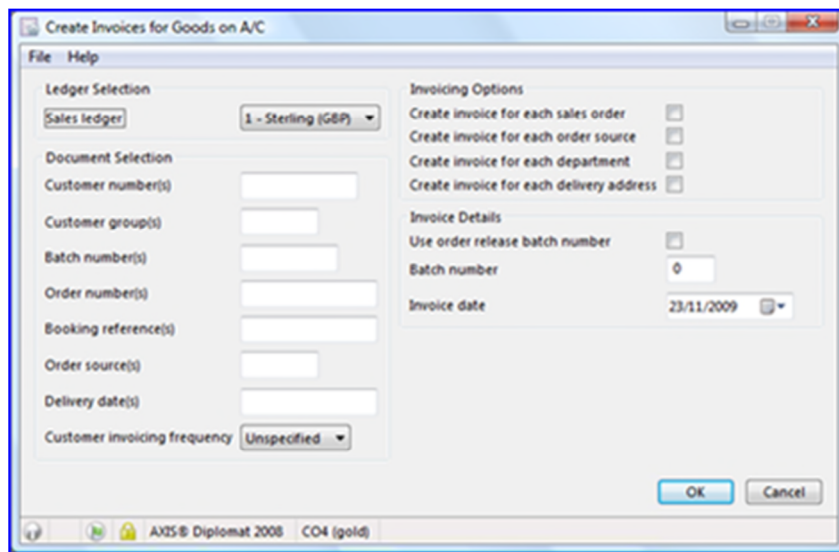 Create Invoices for Goods on A/C
File Help
Ledger Selection
Sales ledger 1 - Sterling (GBP)
Document Selection
Customer number(s)
Customer group(s)
Batch number(s)
Order number(s)
Booking reference(s)
Order source(s)
Delivery date(s)
Customer invoicing frequency Unspecified
Invoicing Options
Create invoice for each sales order
Create invoice for each order source
Create invoice for each department
Create invoice for each delivery address
Invoice Details
Use order release batch number
Batch number 0
Invoice date 23/11/2009
OK Cancel
AXIS® Diplomat 2008 CO4 (gold)